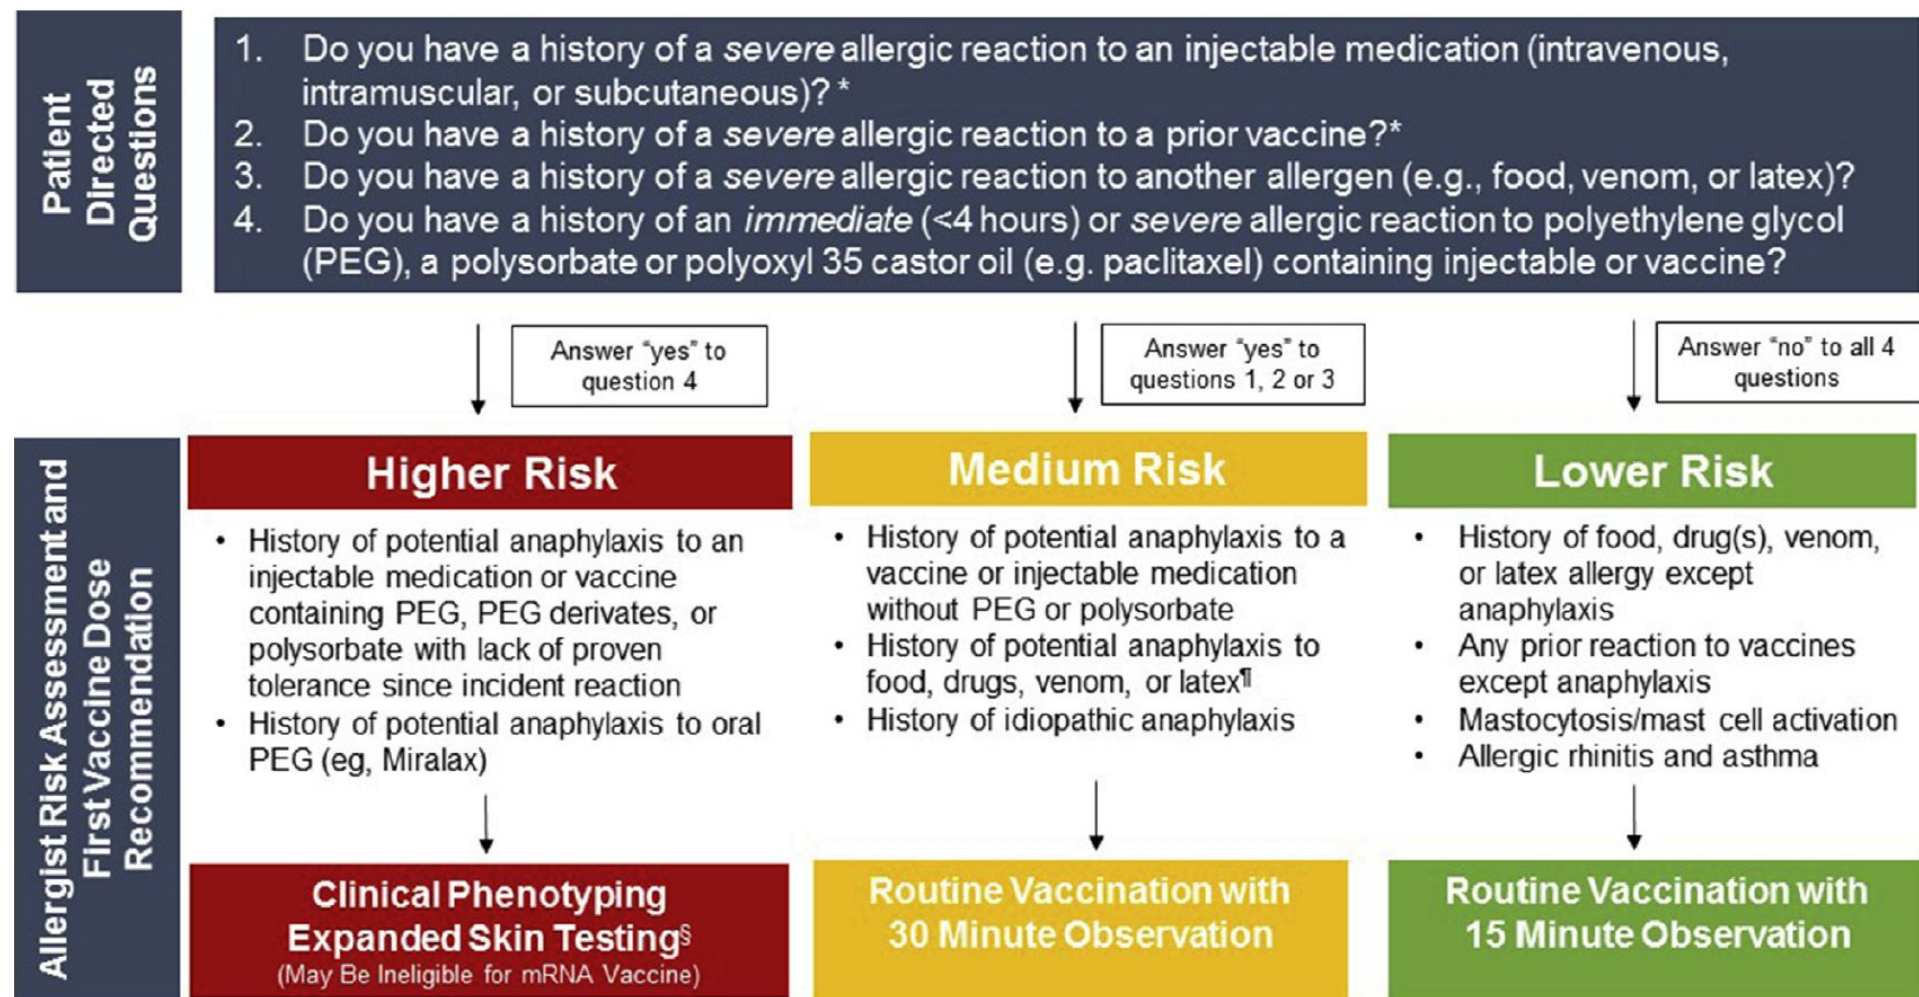 Patient
Directed
Questions
1. Do you have a history of a severe allergic reaction to an injectable medication (intravenous,
intramuscular, or subcutaneous)? *
2. Do you have a history of a severe allergic reaction to a prior vaccine?*
3. Do you have a history of a severe allergic reaction to another allergen (e.g., food, venom, or latex)?
4. Do you have a history of an immediate (<4 hours) or severe allergic reaction to polyethylene glycol
(PEG), a polysorbate or polyoxyl 35 castor oil (e.g. paclitaxel) containing injectable or vaccine?
Answer "yes" to
question 4
Answer "yes" to
questions 1, 2 or 3
Answer "no" to all 4
questions
Allergist Risk Assessment and
First Vaccine Dose
Recommendation
Higher Risk
• History of potential anaphylaxis to an
injectable medication or vaccine
containing PEG, PEG derivates, or
polysorbate with lack of proven
tolerance since incident reaction
• History of potential anaphylaxis to oral
PEG (eg, Miralax)
Clinical Phenotyping
Expanded Skin Testing§
(May Be Ineligible for mRNA Vaccine)
Medium Risk
• History of potential anaphylaxis to a
vaccine or injectable medication
without PEG or polysorbate
• History of potential anaphylaxis to
food, drugs, venom, or latex¶
• History of idiopathic anaphylaxis
Routine Vaccination with
30 Minute Observation
Lower Risk
• History of food, drug(s), venom,
or latex allergy except
anaphylaxis
• Any prior reaction to vaccines
except anaphylaxis
• Mastocytosis/mast cell activation
• Allergic rhinitis and asthma
Routine Vaccination with
15 Minute Observation